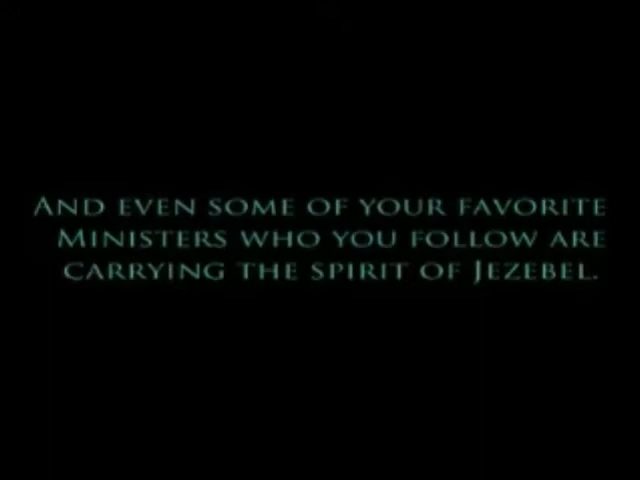 And even some of your favorite
Ministers who you follow are
carrying the spirit of Jezebel.